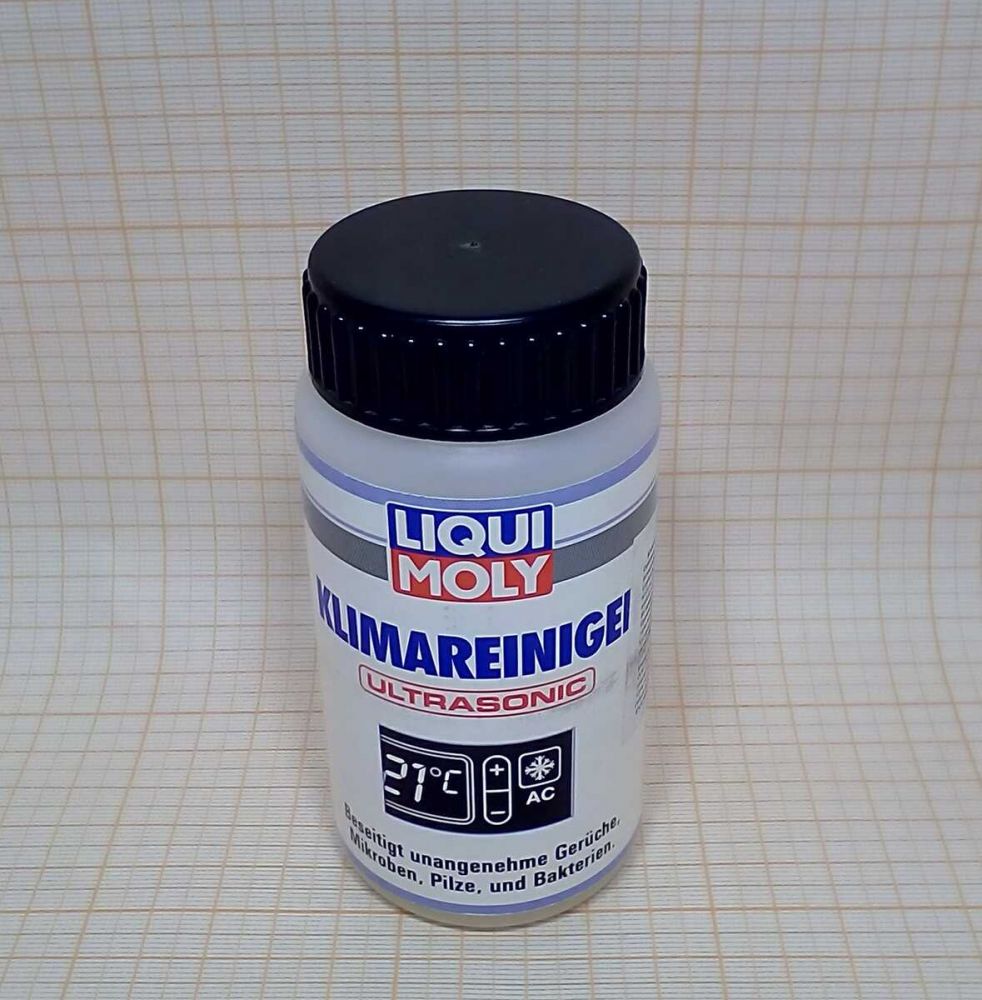 LIQUI
MOLY
KLIMAREINIGE
ULTRASONIC
21°C
+
−
AC
Beseitigt unangenehme Gerüche,
Mikroben, Pilze, und Bakterien.